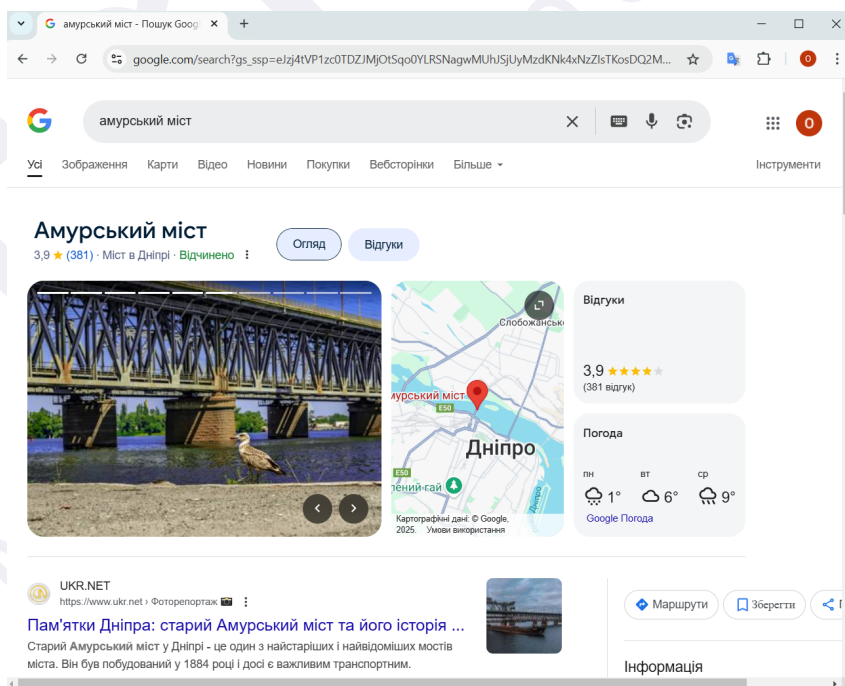 амурський міст - Пошук Goog
google.com/search?gs_ssp=eJzj4tVP1zc0TDZJMjOtSqo0YLRSNagwMUhJSjUyMzdKNk4xNzZIsTKosDQ2M...
O
амурський міст
O
Усі Зображення Карти Відео Новини Покупки Вебсторінки Більше Інструменти
Амурський міст
3,9 (381) · Міст в Дніпрі · Відчинено
Огляд
Відгуки
Слобожанськ
мурський міст
E50
Дніпро
E50
лений гай
Дніпро
Картографічні дані: © Google,
2025. Умови використання
Відгуки
3,9
(381 відгук)
Погода
пн вт ср
1° 6° 9°
Google Погода
UKR.NET
https://www.ukr.net › Фоторепортаж
Пам'ятки Дніпра: старий Амурський міст та його історія ...
Старий Амурський міст у Дніпрі - це один з найстаріших і найвідоміших мостів
міста. Він був побудований у 1884 році і досі є важливим транспортним.
Маршрути
Зберегти
Інформація